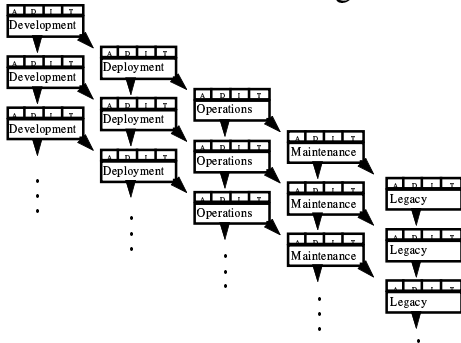 A D I T
Development
A D I T
Deployment
A D I T
Development
A D I T
Operations
A D I T
Deployment
A D I T
Development
A D I T
Maintenance
A D I T
Operations
A D I T
Deployment
A D I T
Legacy
A D I T
Maintenance
A D I T
Operations
A D I T
Legacy
A D I T
Maintenance
A D I T
Legacy